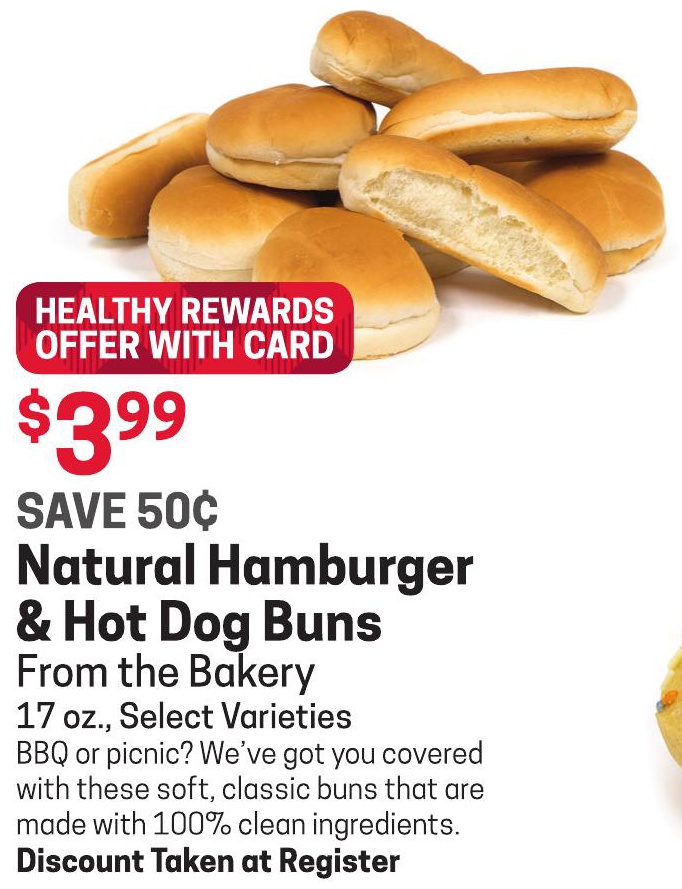 HEALTHY REWARDS
OFFER WITH CARD
$3.99
SAVE 50¢
Natural Hamburger
& Hot Dog Buns
From the Bakery
17 oz., Select Varieties
BBQ or picnic? We've got you covered
with these soft, classic buns that are
made with 100% clean ingredients.
Discount Taken at Register